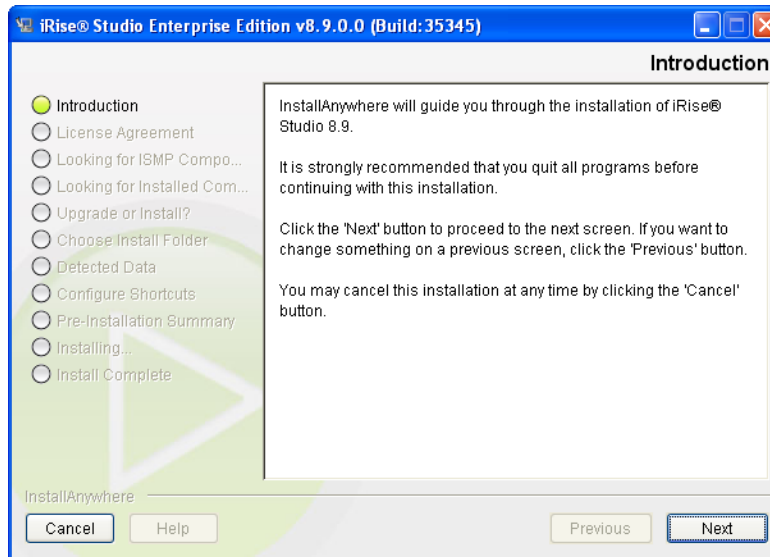 iRise® Studio Enterprise Edition v8.9.0.0 (Build:35345)
Introduction
Introduction
License Agreement
Looking for ISMP Compo...
Looking for Installed Com...
Upgrade or Install?
Choose Install Folder
Detected Data
Configure Shortcuts
Pre-Installation Summary
Installing...
Install Complete
InstallAnywhere will guide you through the installation of iRise®
Studio 8.9.
It is strongly recommended that you quit all programs before
continuing with this installation.
Click the 'Next' button to proceed to the next screen. If you want to
change something on a previous screen, click the 'Previous' button.
You may cancel this installation at any time by clicking the 'Cancel'
button.
InstallAnywhere
Cancel
Help
Previous
Next